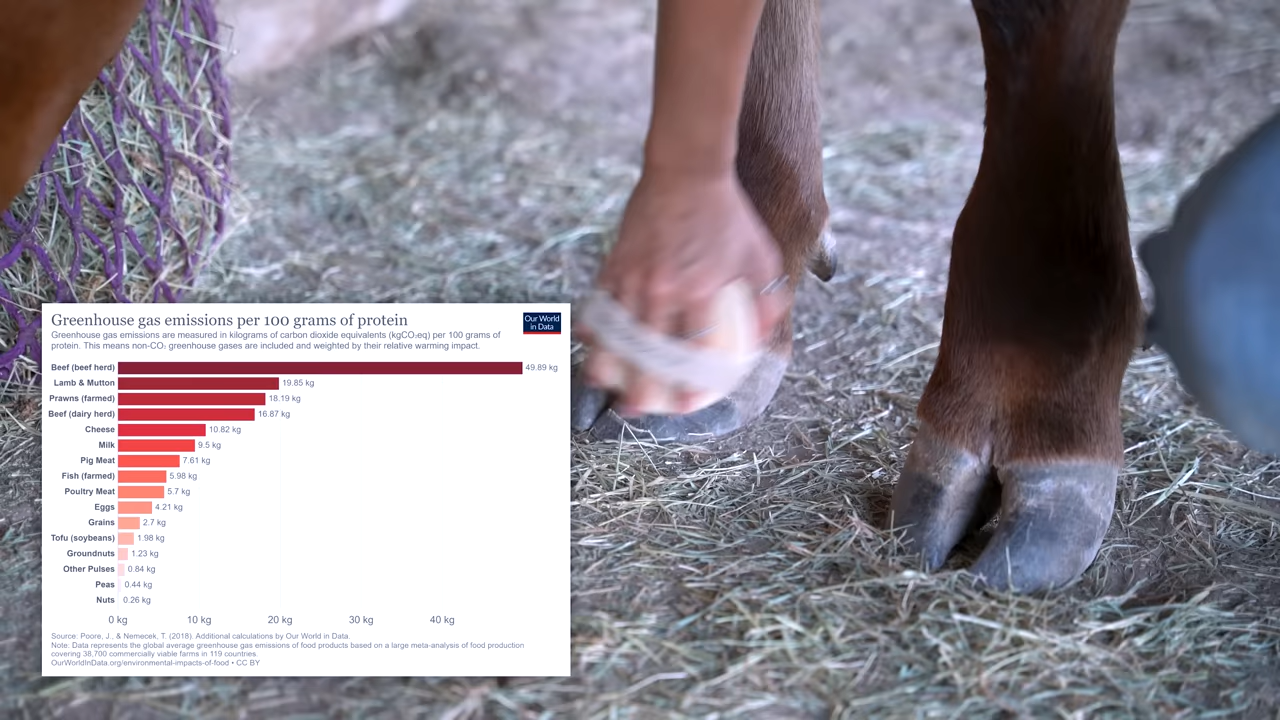 Greenhouse gas emissions per 100 grams of protein
Our World
in Data
Greenhouse gas emissions are measured in kilograms of carbon dioxide equivalents (kgCO₂eq) per 100 grams of
protein. This means non-CO₂ greenhouse gases are included and weighted by their relative warming impact.
Beef (beef herd) 49.89 kg
Lamb & Mutton 19.85 kg
Prawns (farmed) 18.19 kg
Beef (dairy herd) 16.87 kg
Cheese 10.82 kg
Milk 9.5 kg
Pig Meat 7.61 kg
Fish (farmed) 5.98 kg
Poultry Meat 5.7 kg
Eggs 4.21 kg
Grains 2.7 kg
Tofu (soybeans) 1.98 kg
Groundnuts 1.23 kg
Other Pulses 0.84 kg
Peas 0.44 kg
Nuts 0.26 kg
0 kg 10 kg 20 kg 30 kg 40 kg
Source: Poore, J., & Nemecek, T. (2018). Additional calculations by Our World in Data.
Note: Data represents the global average greenhouse gas emissions of food products based on a large meta-analysis of food production
covering 38,700 commercially viable farms in 119 countries.
OurWorldInData.org/environmental-impacts-of-food • CC BY